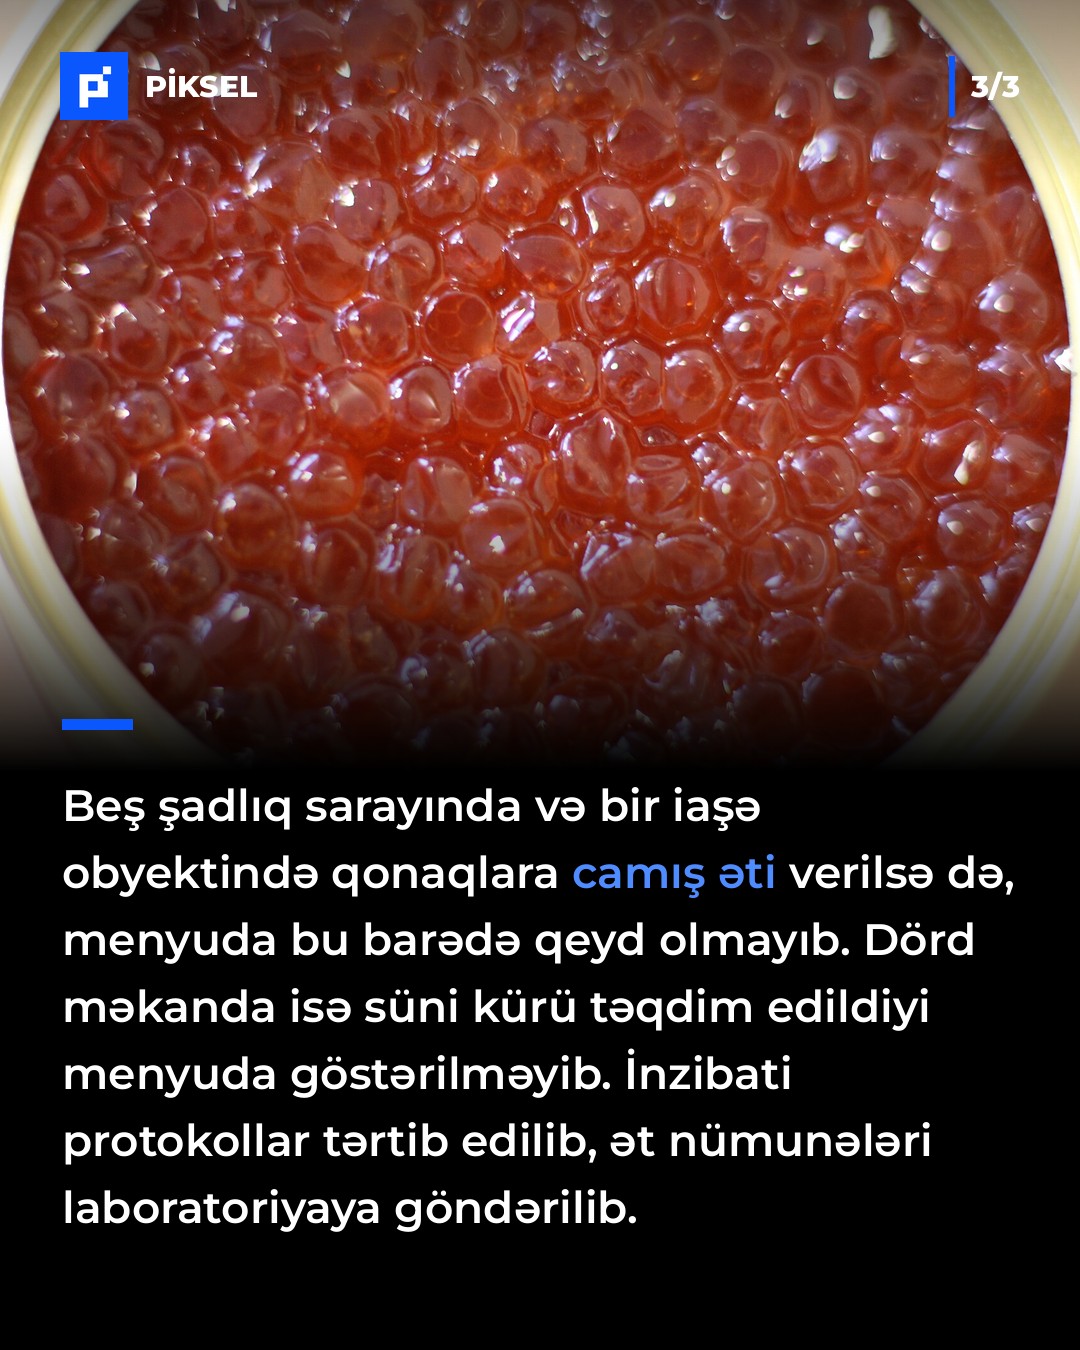 PİKSEL
3/3
Beş şadlıq sarayında və bir iaşə
obyektində qonaqlara camış əti verilsə də,
menyuda bu barədə qeyd olmayıb. Dörd
məkanda isə süni kürü təqdim edildiyi
menyuda göstərilməyib. İnzibati
protokollar tərtib edilib, ət nümunələri
laboratoriyaya göndərilib.